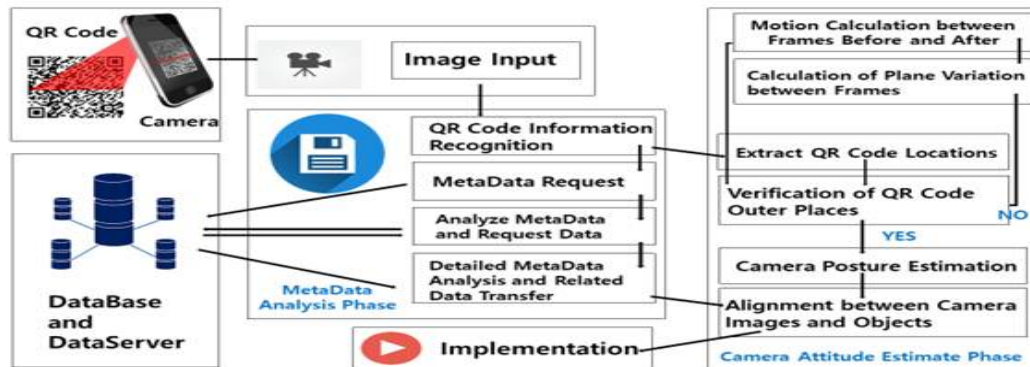 QR Code
Camera
Image Input
QR Code Information
Recognition
MetaData Request
Analyze MetaData
and Request Data
Detailed MetaData
Analysis and Related
Data Transfer
MetaData
Analysis Phase
DataBase
and
DataServer
Implementation
Motion Calculation between
Frames Before and After
Calculation of Plane Variation
between Frames
Extract QR Code Locations
Verification of QR Code
Outer Places
NO
YES
Camera Posture Estimation
Alignment between Camera
Images and Objects
Camera Attitude Estimate Phase